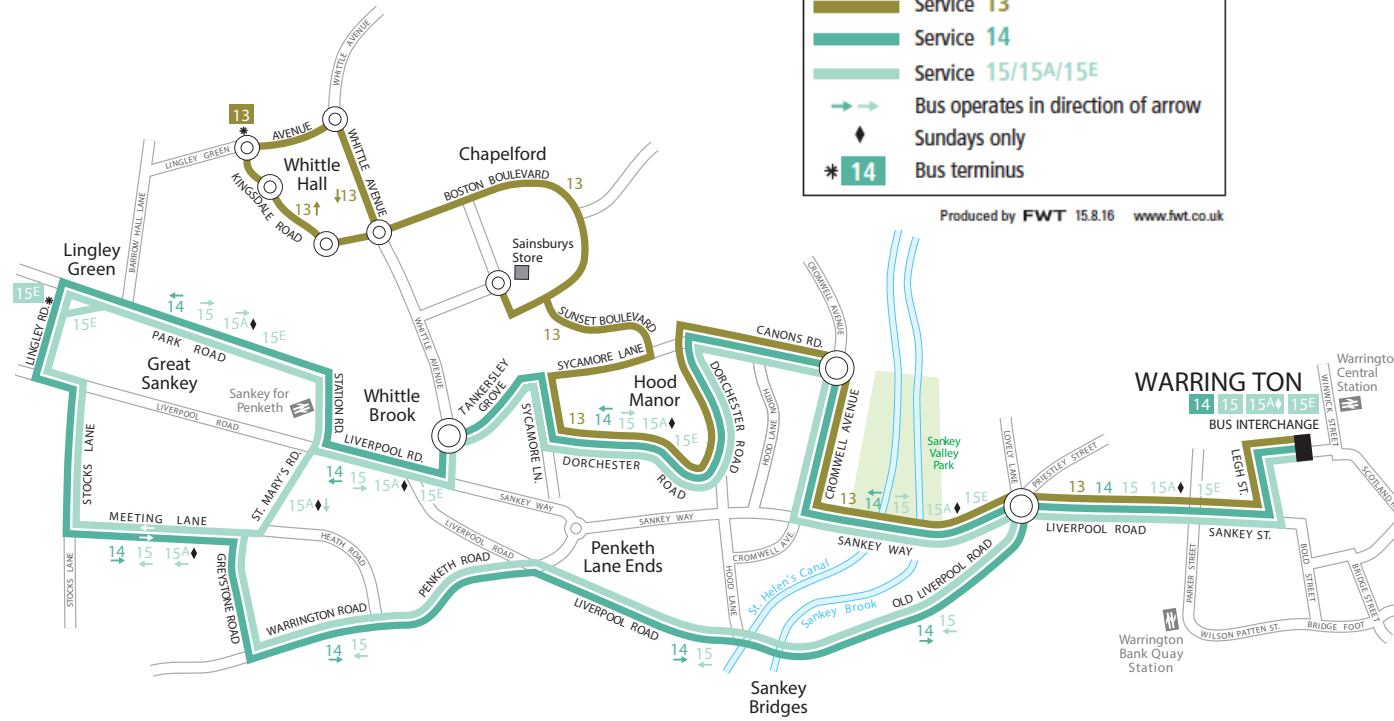 Service 13
Service 14
Service 15/15A/15E
Bus operates in direction of arrow
Sundays only
* 14 Bus terminus
Produced by FWT 15.8.16 www.fwt.co.uk
WHITTLE AVENUE
13
*
AVENUE
LINGLEY GREEN
Whittle
Hall
WHITTLE AVENUE
KINGSDALE ROAD
13
13
Chapelford
BOSTON BOULEVARD
13
Sainsburys
Store
BARROW HALL LANE
Lingley
Green
15E
*
LINGLEY RD.
15E
14
15
15A
15E
PARK ROAD
Great
Sankey
Sankey for
Penketh
STATION RD.
WHITTLE AVENUE
Whittle
Brook
LIVERPOOL ROAD
LIVERPOOL RD.
14
15
15A
15E
TANKERSLEY
GROVE
13
SUNSET BOULEVARD
SYCAMORE LANE
SYCAMORE LN.
Hood
Manor
13
14
15
15A
15E
DORCHESTER
ROAD
DORCHESTER ROAD
CANONS RD.
CROMWELL AVENUE
HOOD LANE
NORTH
CROMWELL AVENUE
Sankey
Valley
Park
13
14
15
15A
15E
SANKEY WAY
LOVELY LANE
PRIESTLEY STREET
WARRING TON
14 15 15A 15E
BUS INTERCHANGE
Warringto
Central
Station
WINWICK STREET
LEGH ST.
SCOTLAND
13
14
15
15A
15E
LIVERPOOL ROAD
SANKEY ST.
PARKER STREET
BOLD STREET
BRIDGE STREET
WILSON PATTEN ST.
BRIDGE FOOT
Warrington
Bank Quay
Station
STOCKS LANE
MEETING LANE
14
15
15A
STOCKS LANE
ST. MARY'S RD.
15A
HEATH ROAD
GREYSTONE ROAD
WARRINGTON ROAD
14
15
PENKETH ROAD
LIVERPOOL ROAD
SANKEY WAY
SANKEY WAY
Penketh
Lane Ends
CROMWELL AVE.
HOOD LANE
LIVERPOOL ROAD
14
15
St. Helen's Canal
Sankey Brook
OLD LIVERPOOL ROAD
14
15
Sankey
Bridges